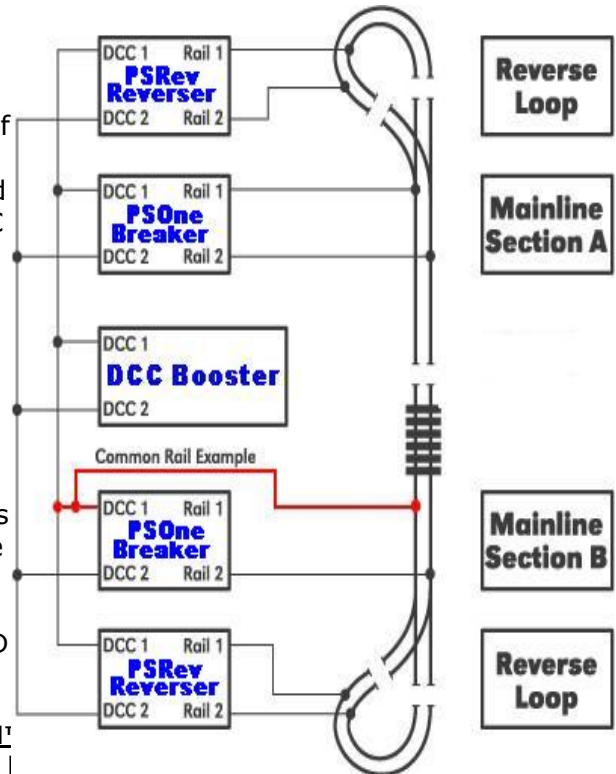 DCC 1 Rail 1
PSRev
Reverser
DCC 2 Rail 2
Reverse
Loop
DCC 1 Rail 1
PSOne
Breaker
DCC 2 Rail 2
Mainline
Section A
DCC 1
DCC Booster
DCC 2
Common Rail Example
DCC 1 Rail 1
PSOne
Breaker
DCC 2 Rail 2
Mainline
Section B
DCC 1 Rail 1
PSRev
Reverser
DCC 2 Rail 2
Reverse
Loop